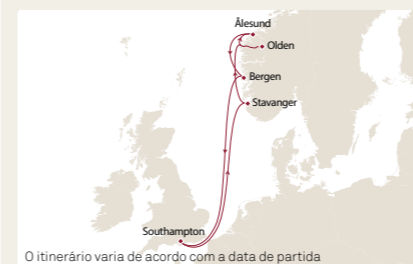 Ålesund
Olden
Bergen
Stavanger
Southampton
O itinerário varia de acordo com a data de partida